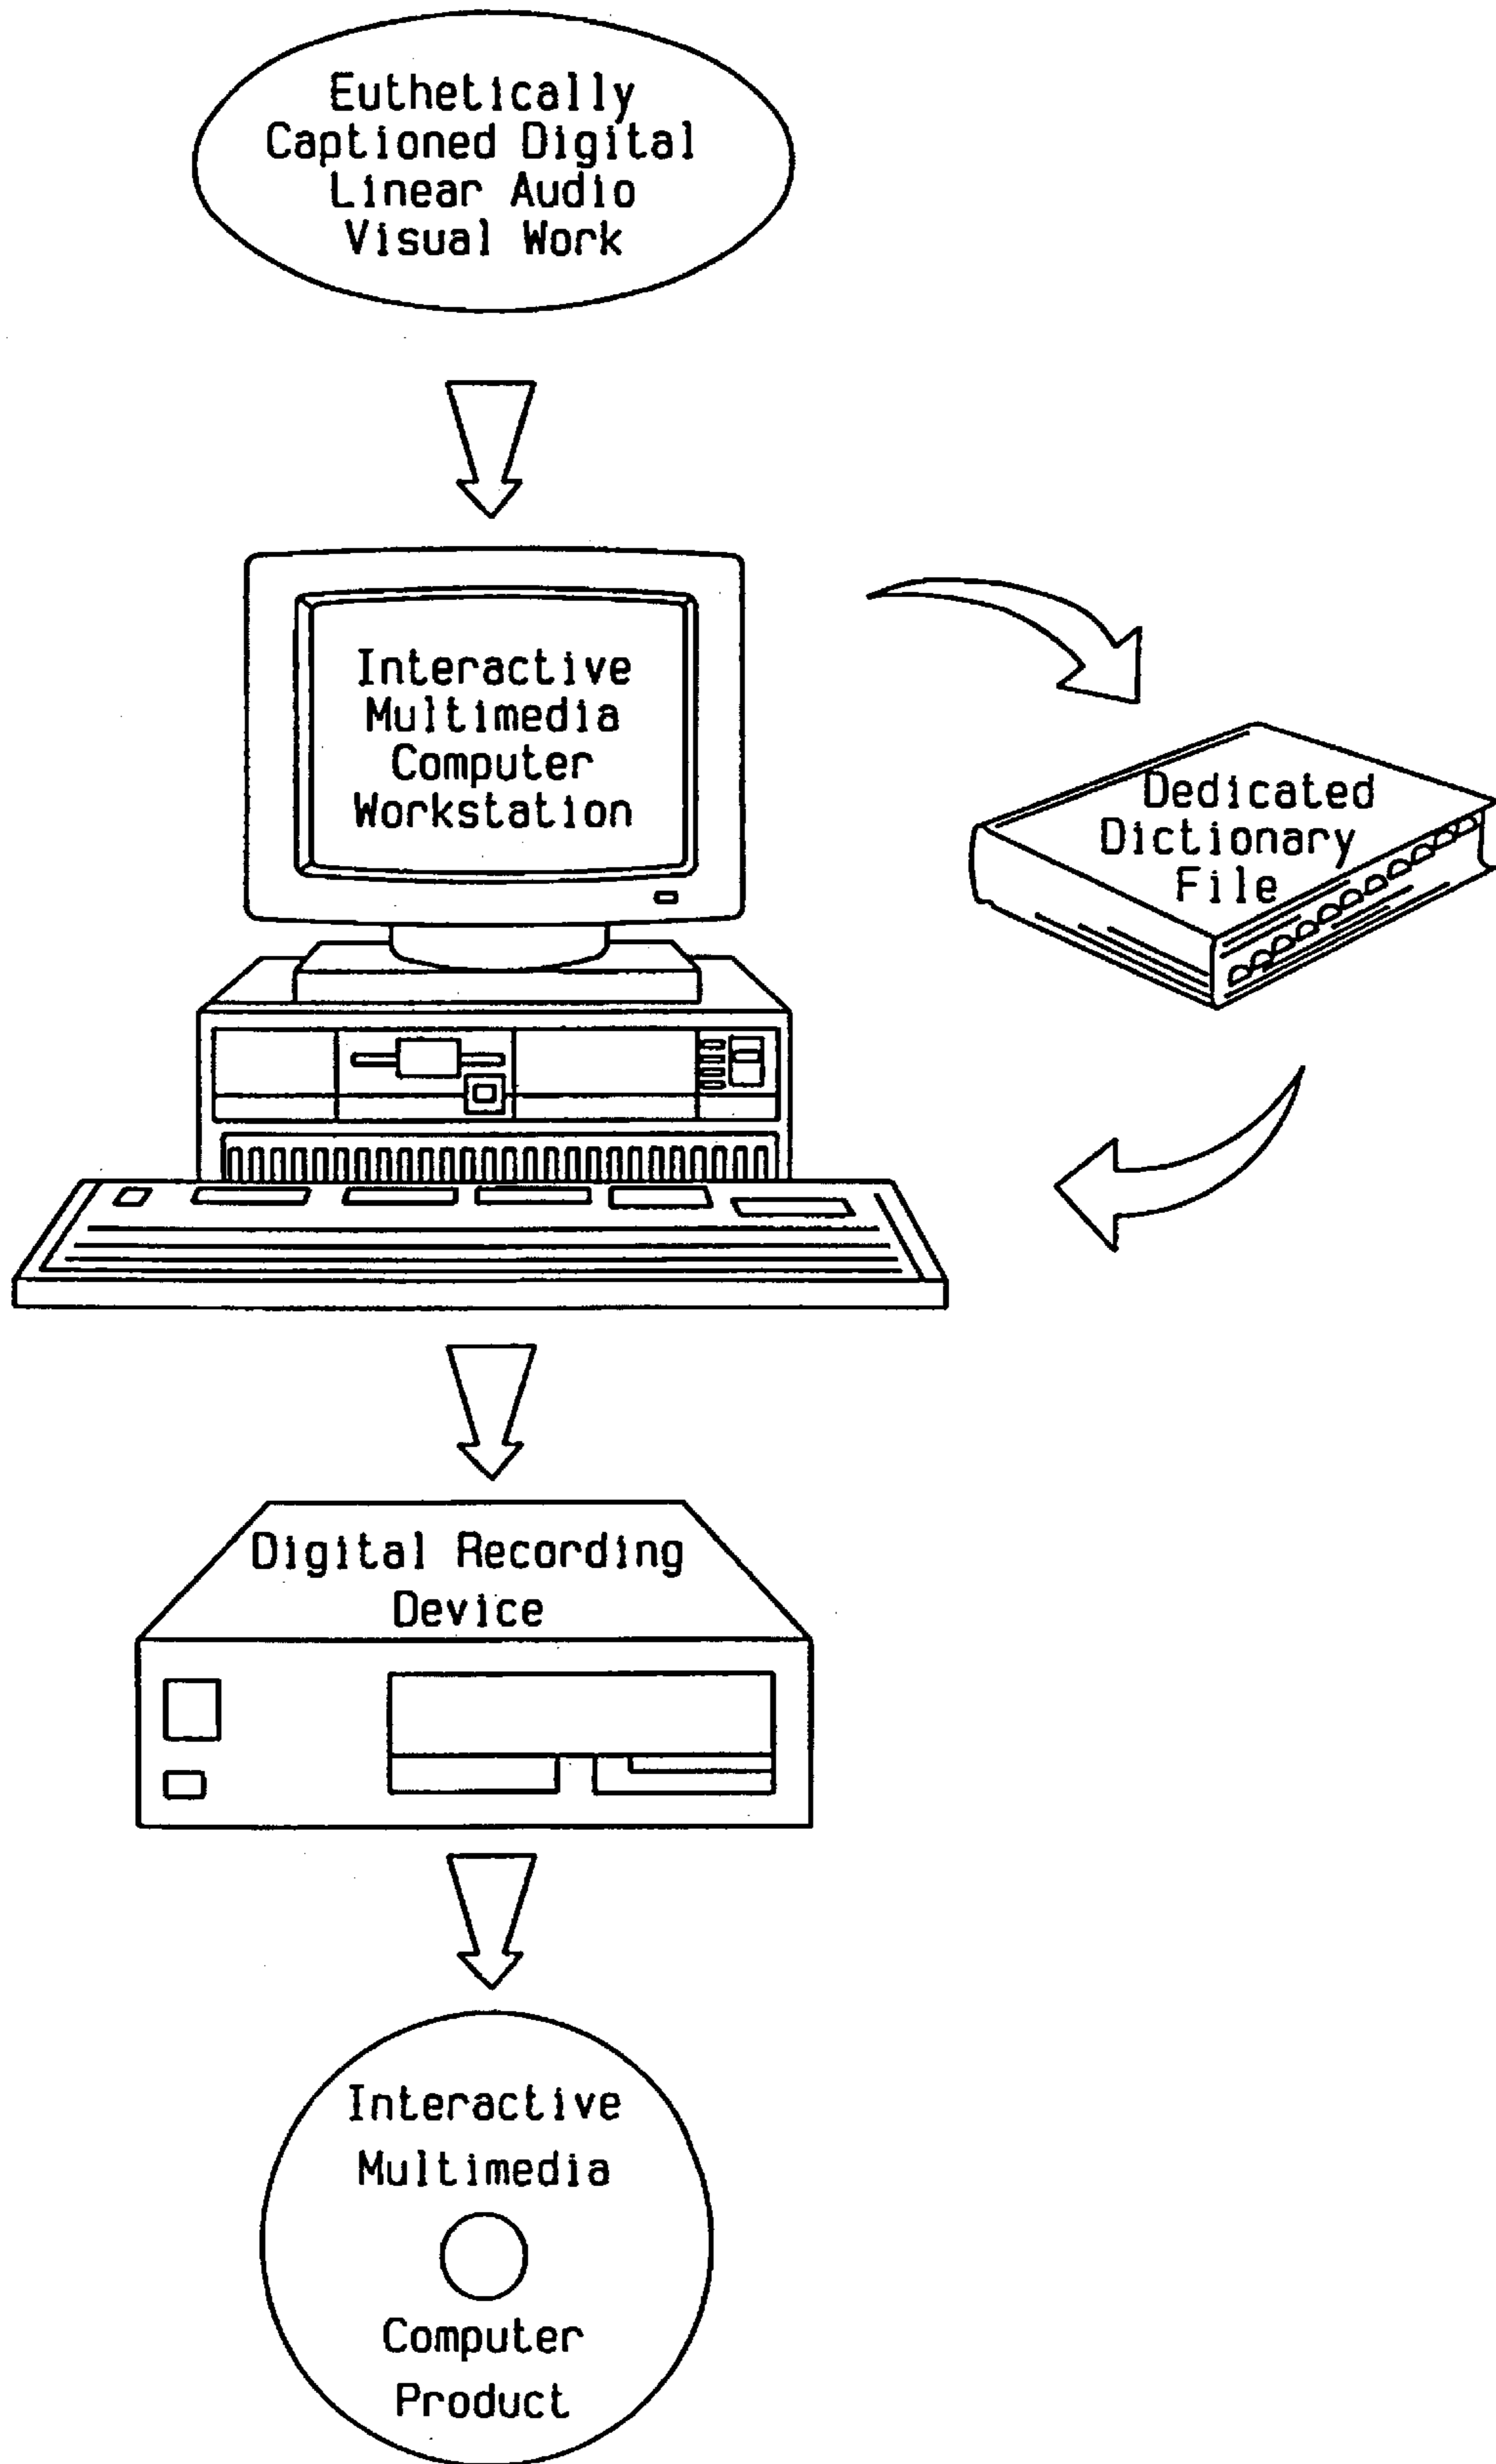 Euthetically
Captioned Digital
Linear Audio
Visual Work
Interactive
Multimedia
Computer
Workstation
Dedicated
Dictionary
File
Digital Recording
Device
Interactive
Multimedia
Computer
Product